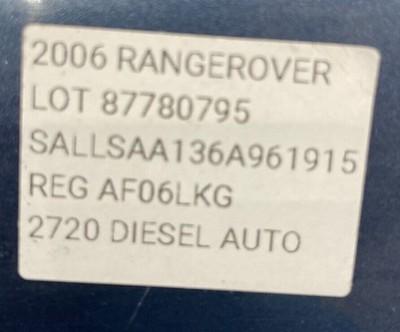 2006 RANGEROVER
LOT 87780795
SALLSAA136A961915
REG AF06LKG
2720 DIESEL AUTO